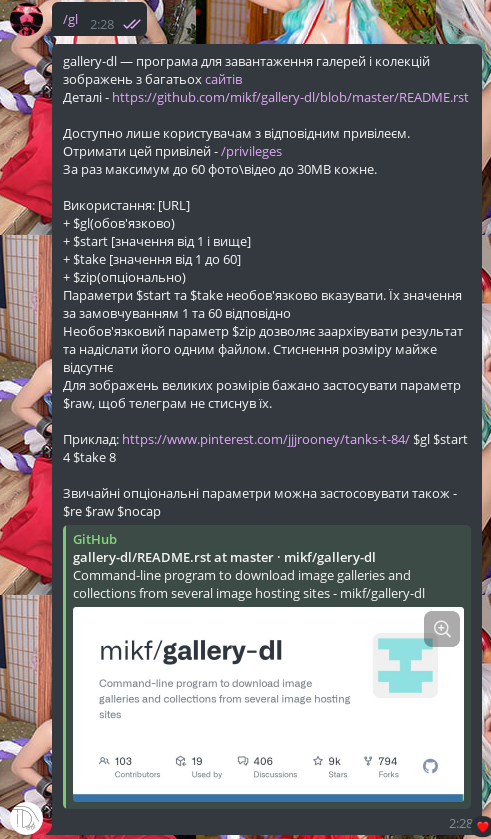 /gl 2:28
gallery-dl — програма для завантаження галерей і колекцій
зображень з багатьох сайтів
Деталі - https://github.com/mikf/gallery-dl/blob/master/README.rst
Доступно лише користувачам з відповідним привілеєм.
Отримати цей привілей - /privileges
За раз максимум до 60 фото\відео до 30MB кожне.
Використання: [URL]
+ $gl(обов'язково)
+ $start [значення від 1 і вище]
+ $take [значення від 1 до 60]
+ $zip(опціонально)
Параметри $start та $take необов'язково вказувати. Їх значення
за замовчуванням 1 та 60 відповідно
Необов'язковий параметр $zip дозволяє заархівувати результат
та надіслати його одним файлом. Стиснення розміру майже
відсутнє
Для зображень великих розмірів бажано застосувати параметр
$raw, щоб телеграм не стиснув їх.
Приклад: https://www.pinterest.com/jjjrooney/tanks-t-84/ $gl $start
4 $take 8
Звичайні опціональні параметри можна застосовувати також -
$re $raw $nocap
GitHub
gallery-dl/README.rst at master · mikf/gallery-dl
Command-line program to download image galleries and
collections from several image hosting sites - mikf/gallery-dl
mikf/gallery-dl
Command-line program to download image
galleries and collections from several image hosting
sites
103 19 406 9k 794
Contributors Used by Discussions Stars Forks
2:28